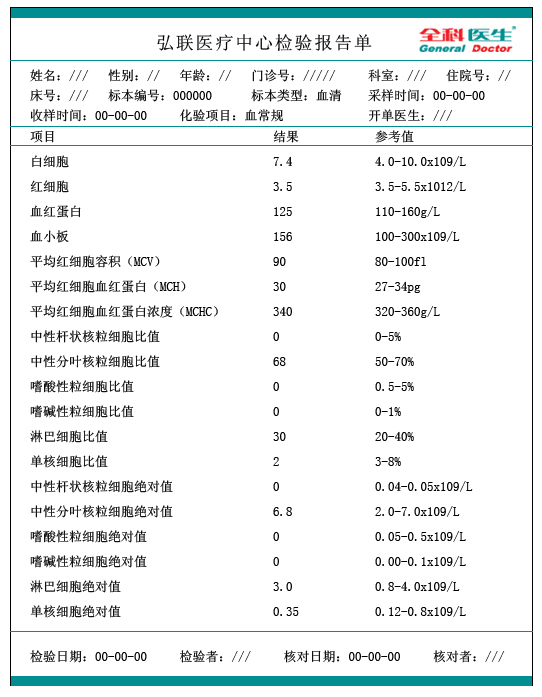 弘联医疗中心检验报告单
全科医生
General Doctor
姓名：/// 性别：// 年龄：// 门诊号：///// 科室：/// 住院号：//
床号：/// 标本编号：000000 标本类型：血清 采样时间：00-00-00
收样时间：00-00-00 化验项目：血常规 开单医生：///
项目 结果 参考值
白细胞 7.4 4.0-10.0x109/L
红细胞 3.5 3.5-5.5x1012/L
血红蛋白 125 110-160g/L
血小板 156 100-300x109/L
平均红细胞容积（MCV） 90 80-100fl
平均红细胞血红蛋白（MCH） 30 27-34pg
平均红细胞血红蛋白浓度（MCHC） 340 320-360g/L
中性杆状核粒细胞比值 0 0-5%
中性分叶核粒细胞比值 68 50-70%
嗜酸性粒细胞比值 0 0.5-5%
嗜碱性粒细胞比值 0 0-1%
淋巴细胞比值 30 20-40%
单核细胞比值 2 3-8%
中性杆状核粒细胞绝对值 0 0.04-0.05x109/L
中性分叶核粒细胞绝对值 6.8 2.0-7.0x109/L
嗜酸性粒细胞绝对值 0 0.05-0.5x109/L
嗜碱性粒细胞绝对值 0 0.00-0.1x109/L
淋巴细胞绝对值 3.0 0.8-4.0x109/L
单核细胞绝对值 0.35 0.12-0.8x109/L
检验日期：00-00-00 检验者：/// 核对日期：00-00-00 核对者：///